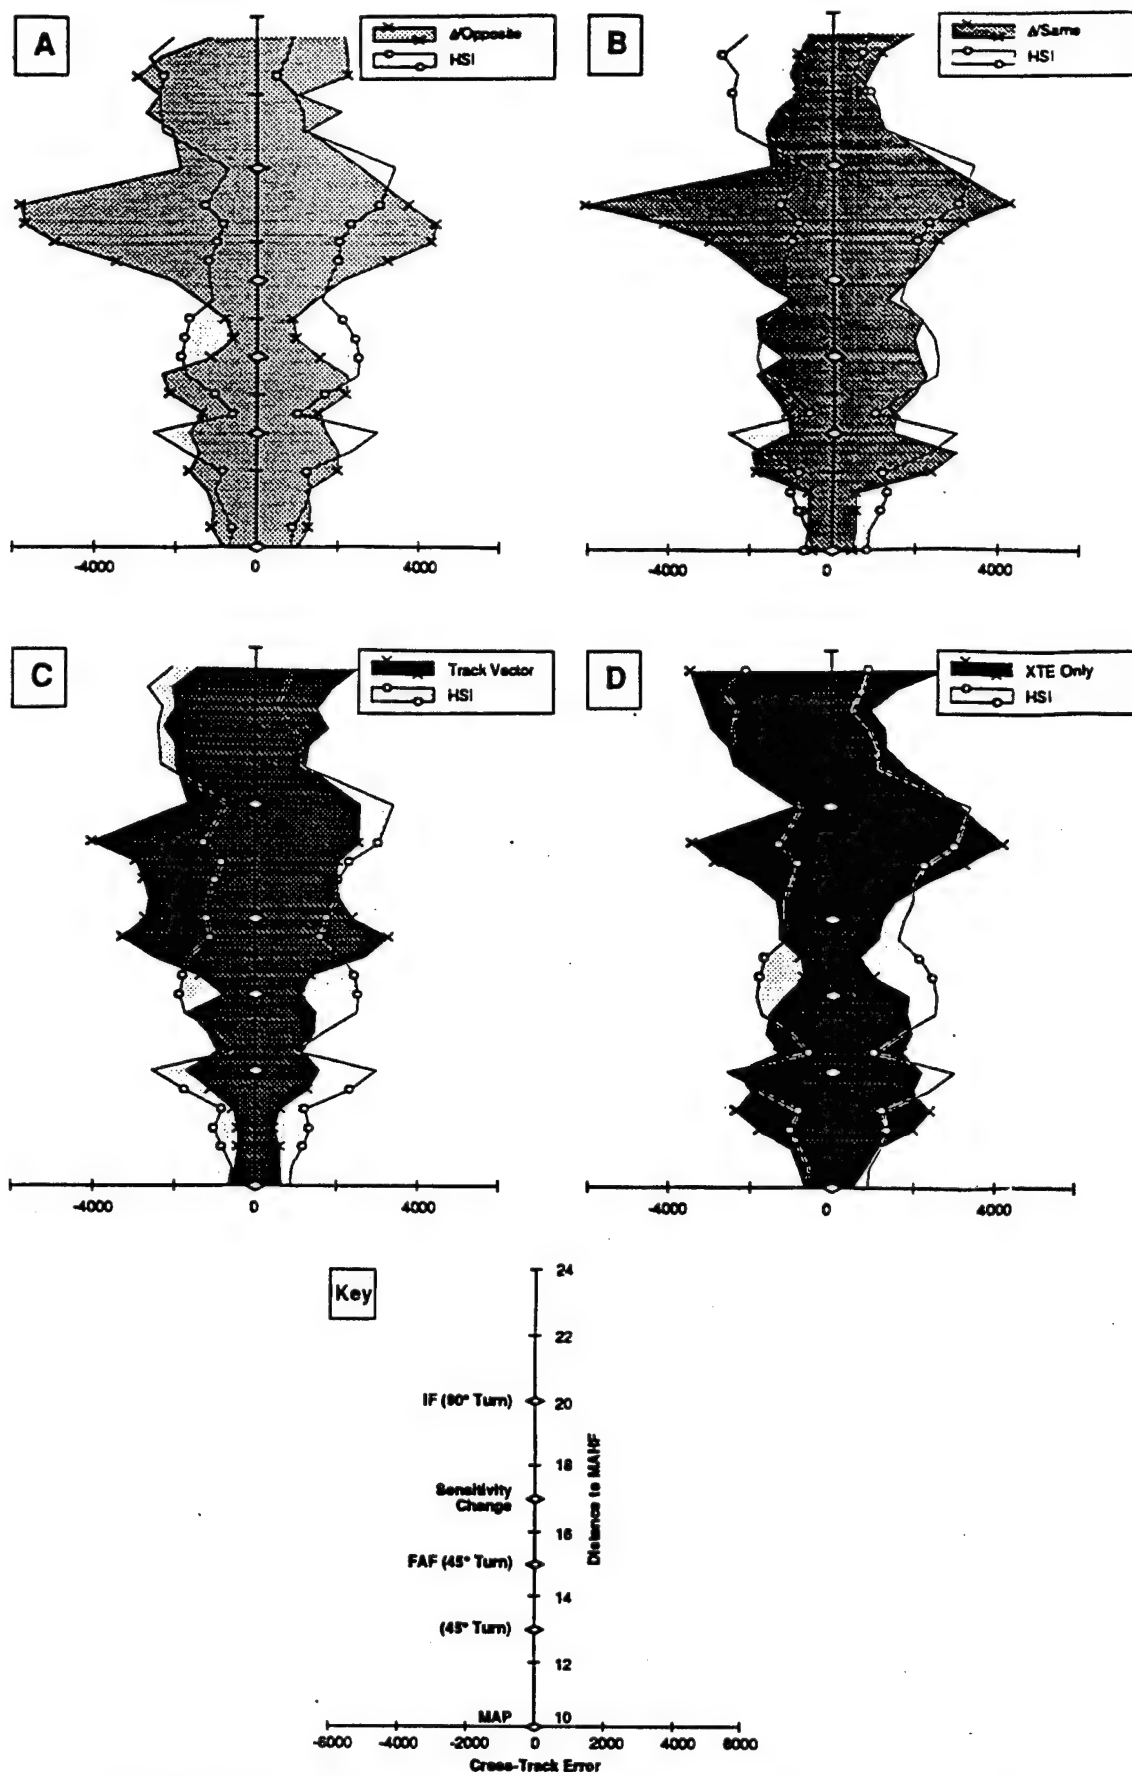 A
Δ/Opposite
HSI
B
Δ/Same
HSI
-4000 0 4000
-4000 0 4000
C
Track Vector
HSI
D
XTE Only
HSI
-4000 0 4000
-4000 0 4000
Key
24
22
IF (90° Turn) 20
18
Sensitivity
Change
16
FAF (45° Turn)
14
(45° Turn)
12
MAP 10
Distance to MAHF
-6000 -4000 -2000 0 2000 4000 6000
Cross-Track Error